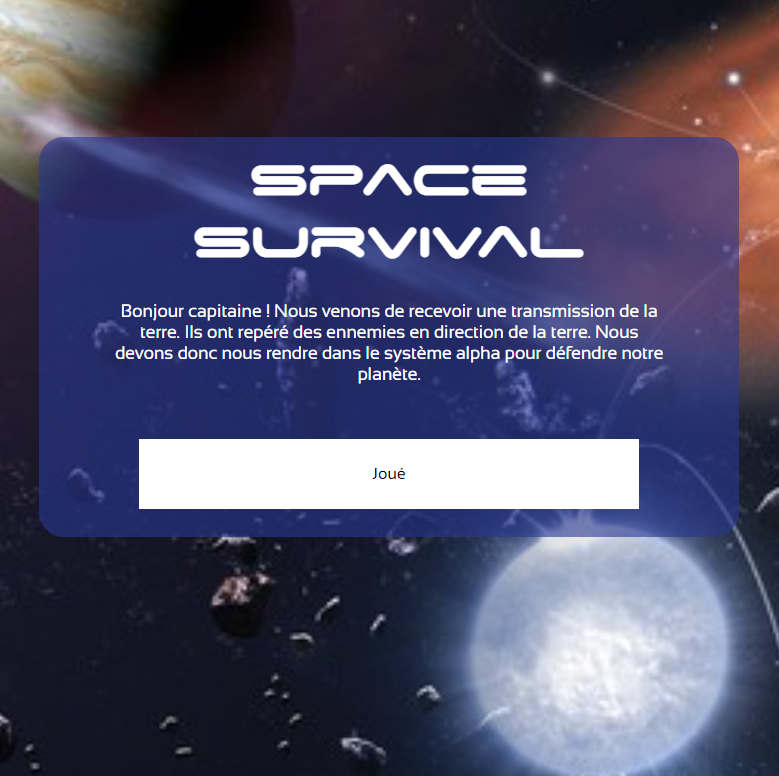 SPACE
SURVIVAL
Bonjour capitaine ! Nous venons de recevoir une transmission de la
terre. Ils ont repéré des ennemies en direction de la terre. Nous
devons donc nous rendre dans le système alpha pour défendre notre
planète.
Joué